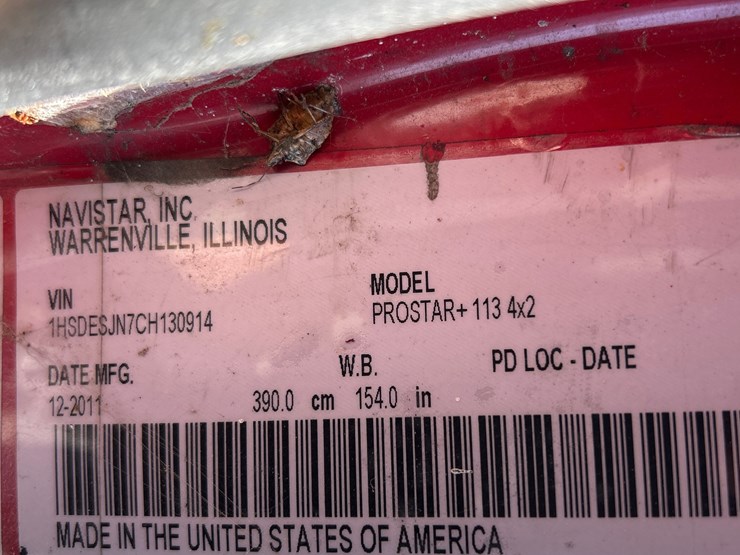 NAVISTAR, INC.
WARRENVILLE, ILLINOIS
VIN
1HSDESJN7CH130914
MODEL
PROSTAR+ 113 4x2
DATE MFG.
12-2011
W.B.
390.0 cm 154.0 in
PD LOC - DATE
MADE IN THE UNITED STATES OF AMERICA